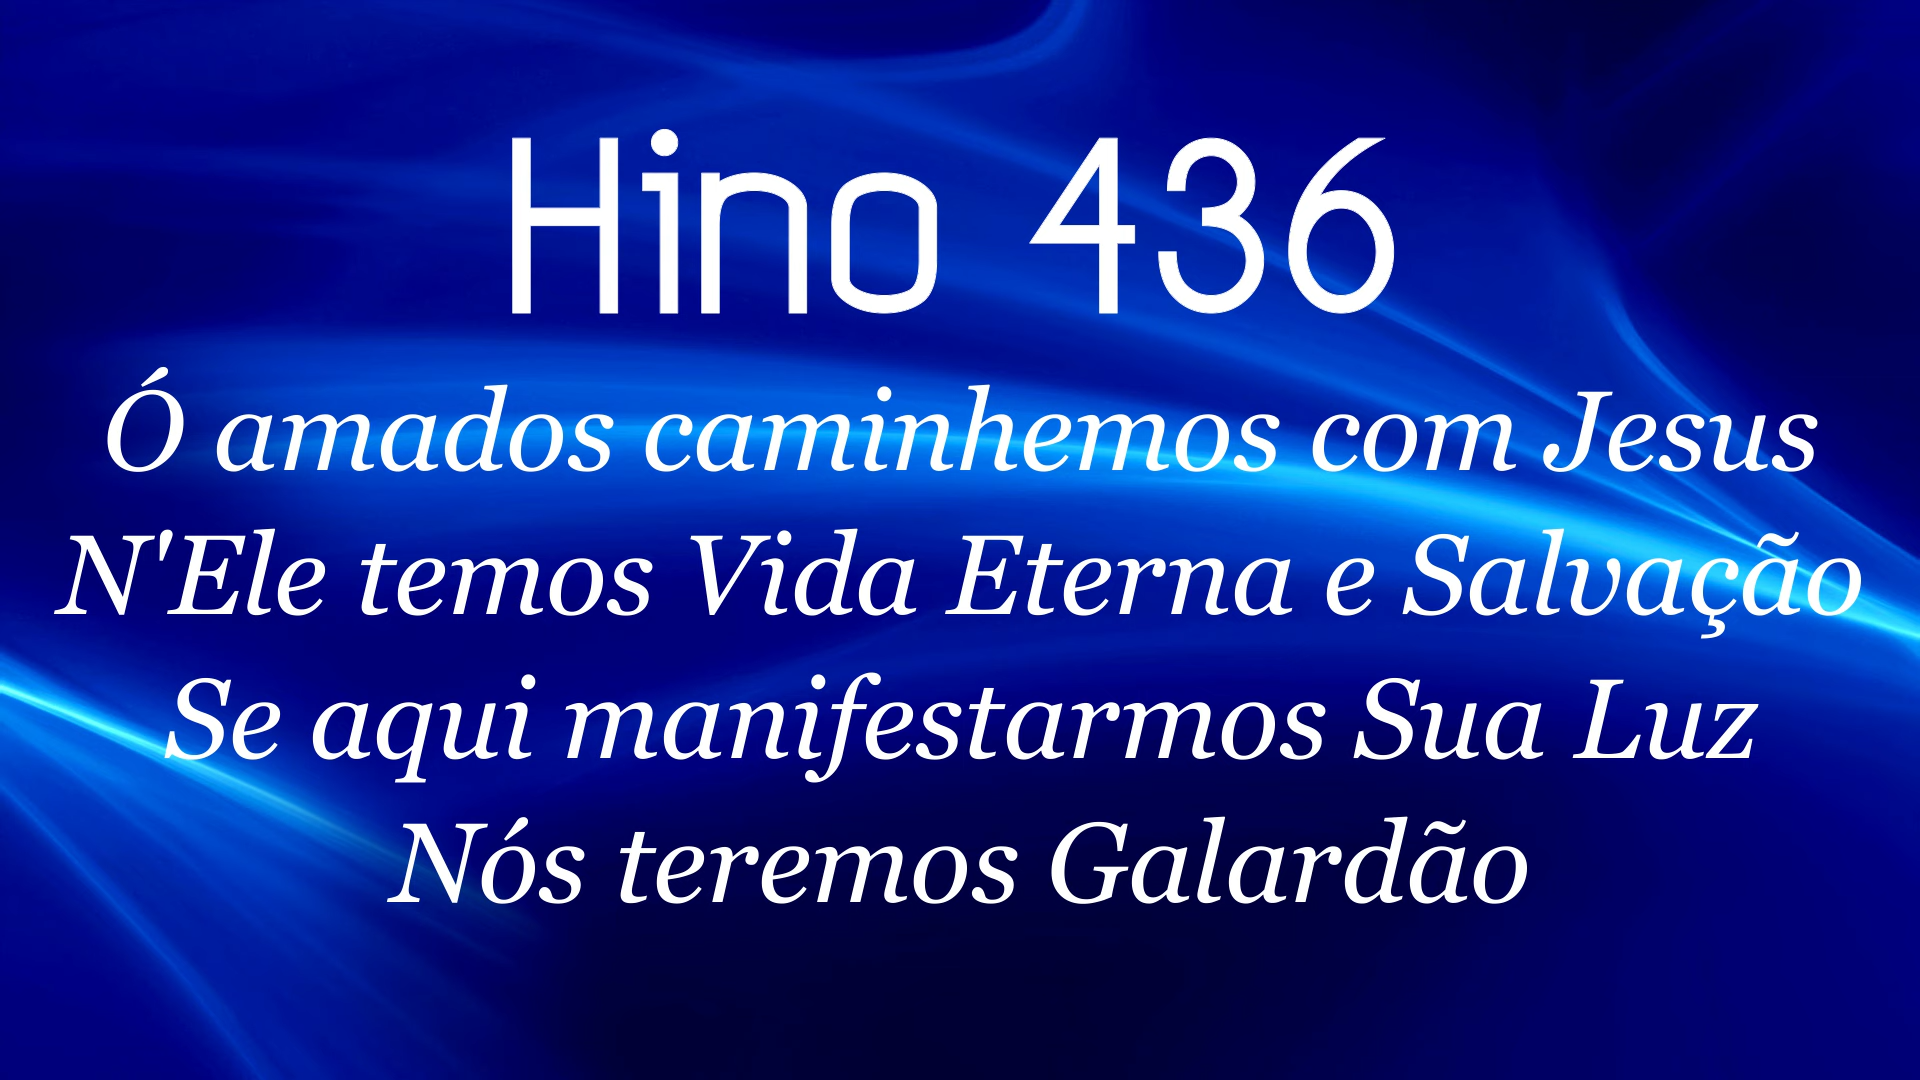 Hino 436
Ó amados caminhemos com Jesus
N'Ele temos Vida Eterna e Salvação
Se aqui manifestarmos Sua Luz
Nós teremos Galardão